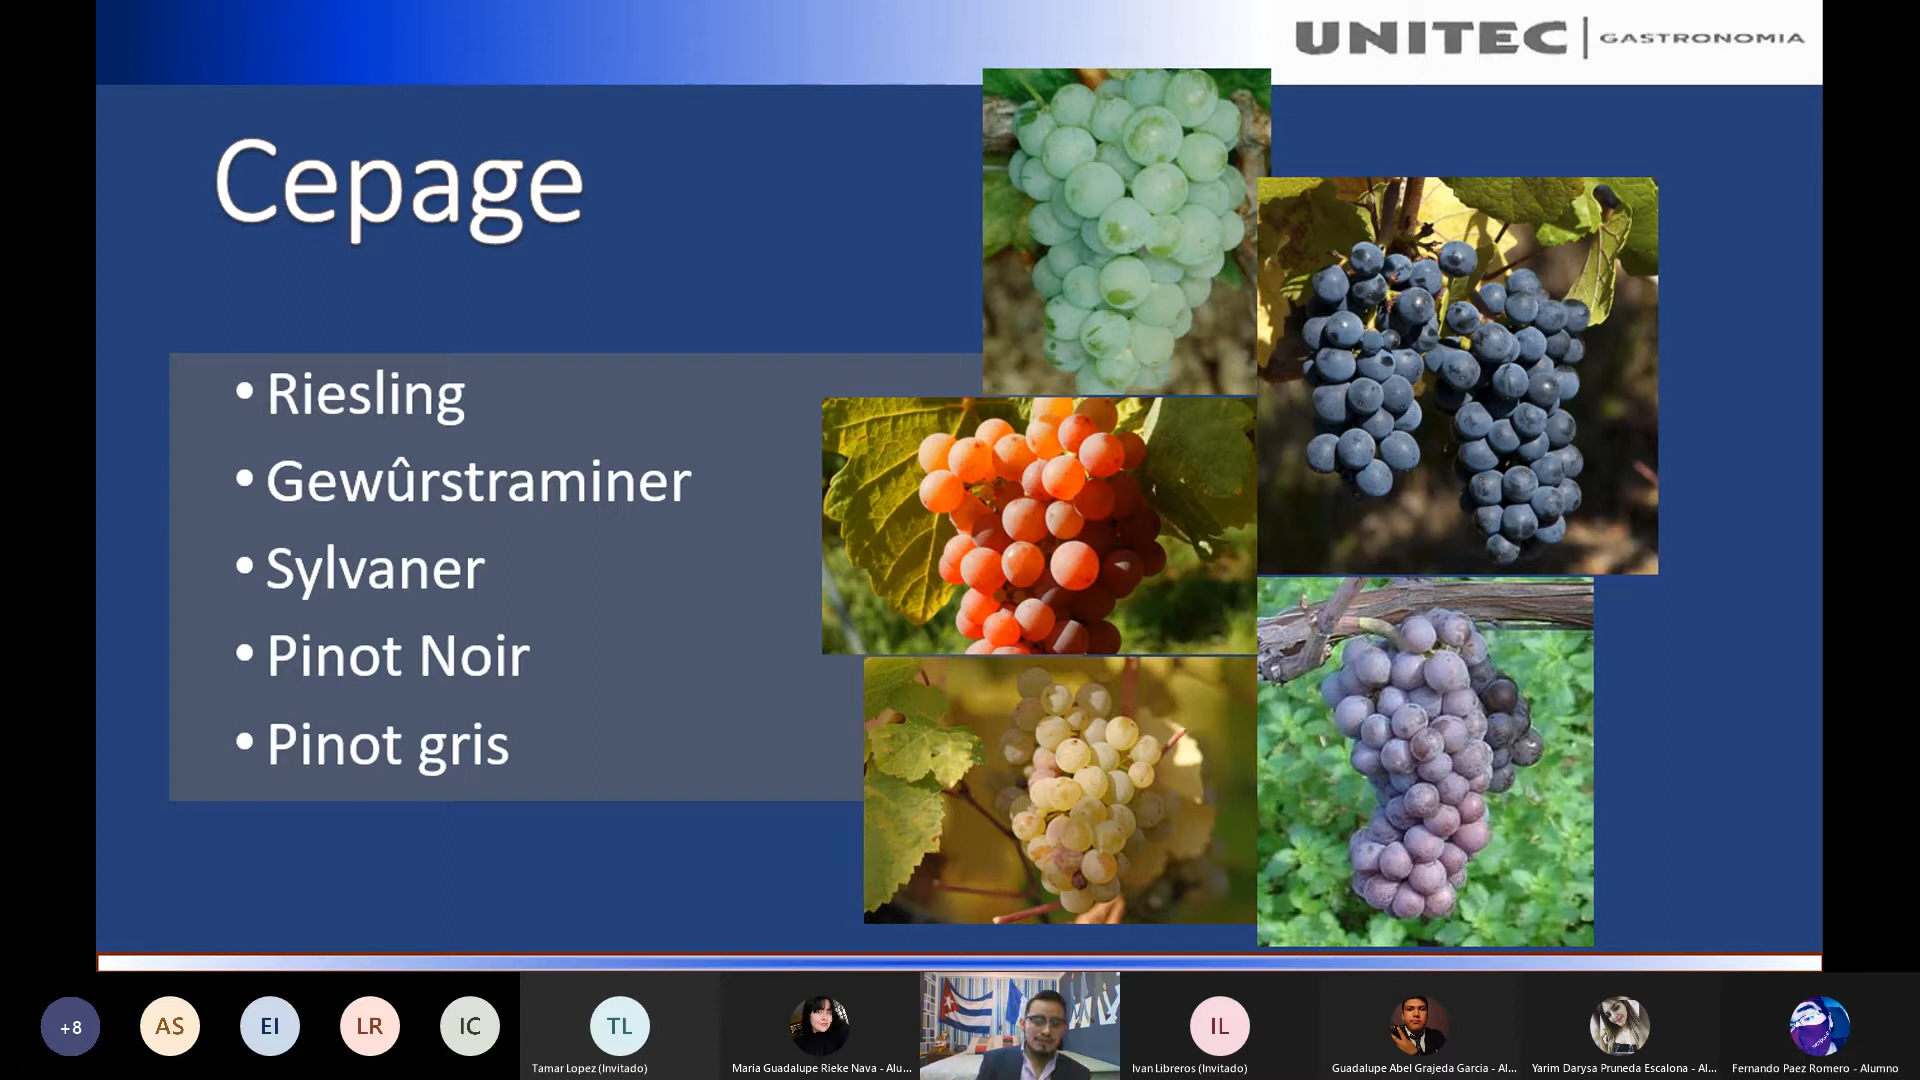 UNITEC | GASTRONOMIA
Cepage
• Riesling
• Gewûrstraminer
• Sylvaner
• Pinot Noir
• Pinot gris
+8
AS
EI
LR
IC
TL
IL
Tamar Lopez (Invitado)
Maria Guadalupe Rieke Nava - Alu...
Ivan Libreros (Invitado)
Guadalupe Abel Grajeda Garcia - Al...
Yarim Darysa Pruneda Escalona - Al...
Fernando Paez Romero - Alumno